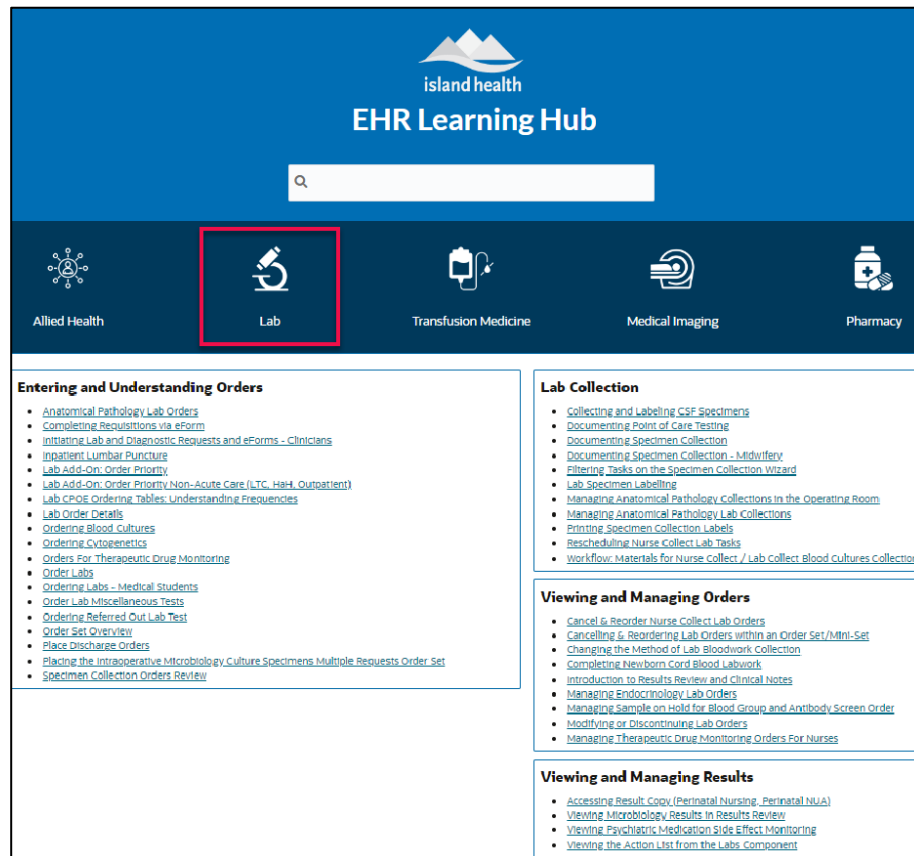 island health
EHR Learning Hub
Allied Health
Lab
Transfusion Medicine
Medical Imaging
Pharmacy
Entering and Understanding Orders
Anatomical Pathology Lab Orders
Completing Requisitions via eForm
Initiating Lab and Diagnostic Requests and eForms - Clinicians
Inpatient Lumbar Puncture
Lab Add-On: Order Priority
Lab Add-On: Order Priority Non-Acute Care (LTC, HaH, Outpatient)
Lab CPOE Ordering Tables: Understanding Frequencies
Lab Order Details
Ordering Blood Cultures
Ordering Cytogenetics
Orders For Therapeutic Drug Monitoring
Order Labs
Ordering Labs – Medical Students
Order Lab Miscellaneous Tests
Ordering Referred Out Lab Test
Order Set Overview
Place Discharge Orders
Placing the Intraoperative Microbiology Culture Specimens Multiple Requests Order Set
Specimen Collection Orders Review
Lab Collection
Collecting and Labeling CSF Specimens
Documenting Point of Care Testing
Documenting Specimen Collection
Documenting Specimen Collection - Midwifery
Filtering Tasks on the Specimen Collection Wizard
Lab Specimen Labelling
Managing Anatomical Pathology Collections in the Operating Room
Managing Anatomical Pathology Lab Collections
Printing Specimen Collection Labels
Rescheduling Nurse Collect Lab Tasks
Workflow: Materials for Nurse Collect / Lab Collect Blood Cultures Collection
Viewing and Managing Orders
Cancel & Reorder Nurse Collect Lab Orders
Cancelling & Reordering Lab Orders within an Order Set/Mini-Set
Changing the Method of Lab Bloodwork Collection
Completing Newborn Cord Blood Labwork
Introduction to Results Review and Clinical Notes
Managing Endocrinology Lab Orders
Managing Sample on Hold for Blood Group and Antibody Screen Order
Modifying or Discontinuing Lab Orders
Managing Therapeutic Drug Monitoring Orders For Nurses
Viewing and Managing Results
Accessing Result Copy (Perinatal Nursing, Perinatal NUA)
Viewing Microbiology Results in Results Review
Viewing Psychiatric Medication Side Effect Monitoring
Viewing the Action List from the Labs Component